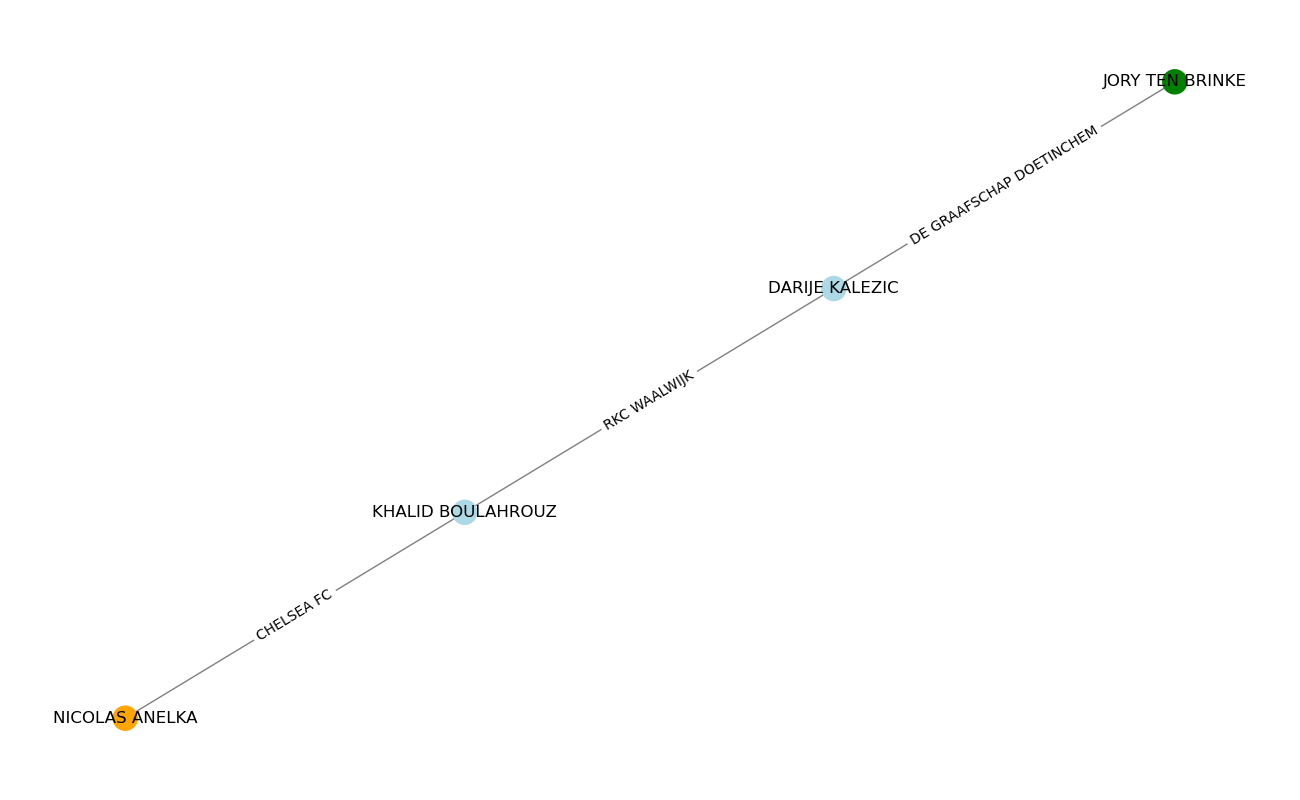 JORY TEN BRINKE
DE GRAAFSCHAP DOETINCHEM
DARIJE KALEZIC
RKC WAALWIJK
KHALID BOULAHROUZ
CHELSEA FC
NICOLAS ANELKA